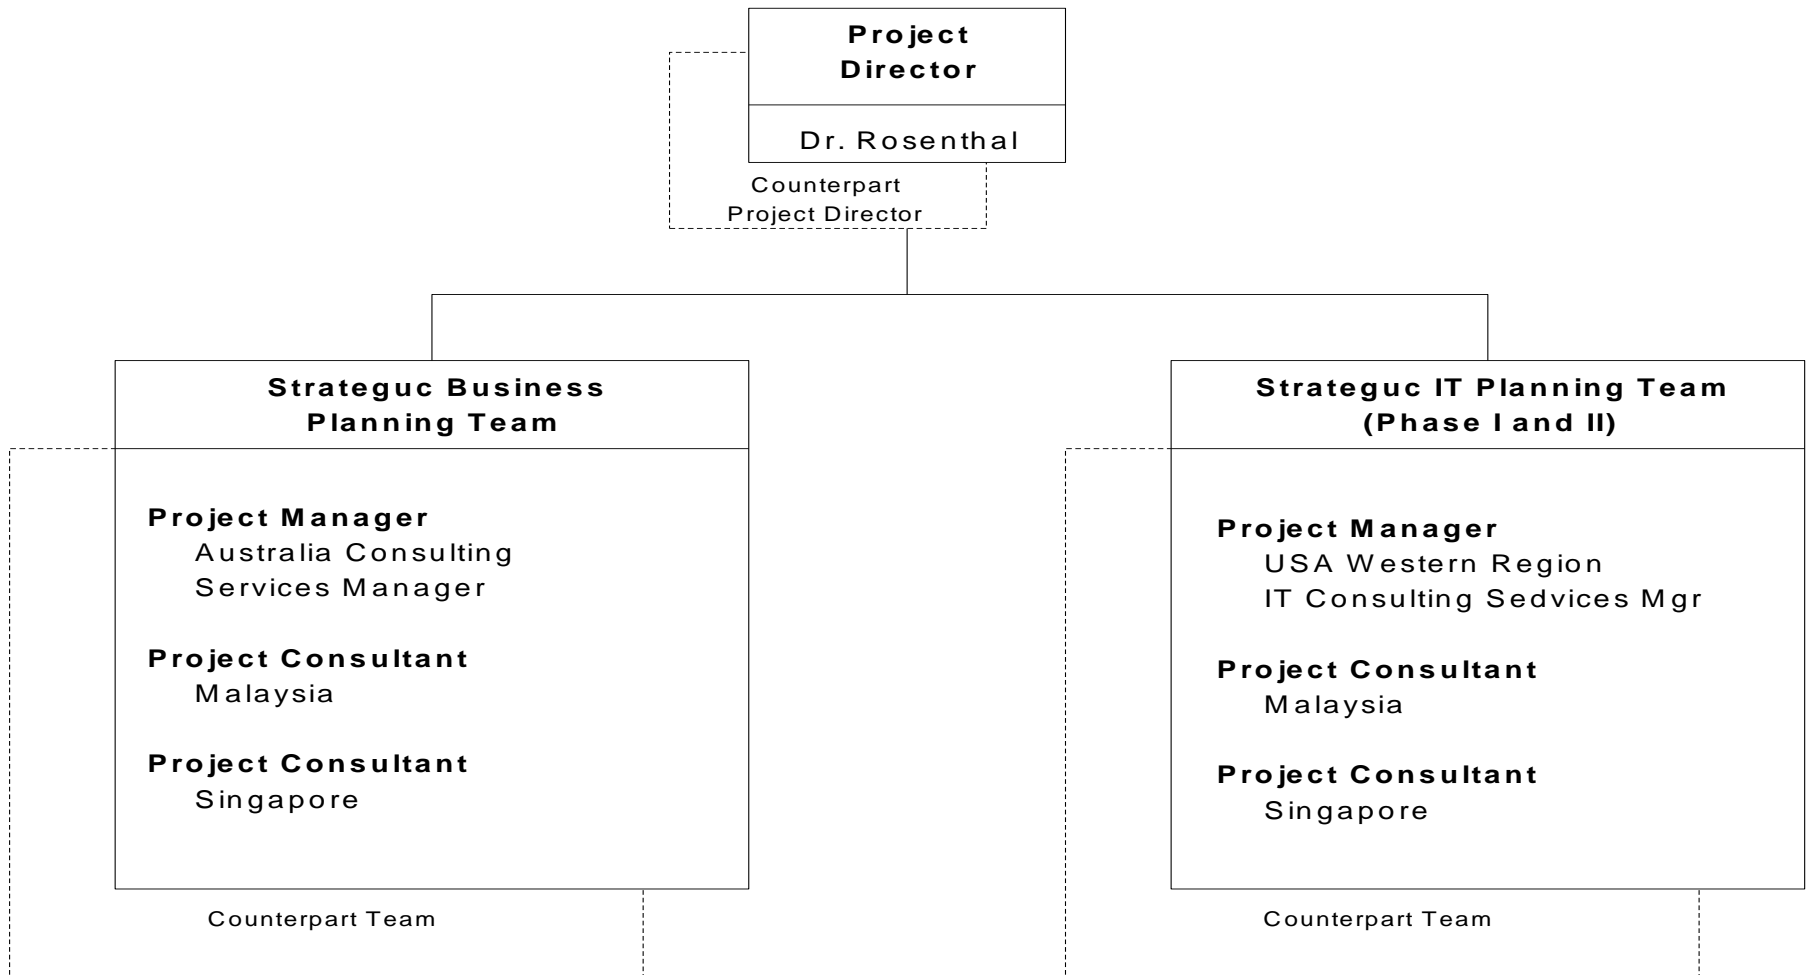 Project
Director
Dr. Rosenthal
Counterpart
Project Director
Strateguc Business
Planning Team
Project Manager
Australia Consulting
Services Manager
Project Consultant
Malaysia
Project Consultant
Singapore
Counterpart Team
Strateguc IT Planning Team
(Phase I and II)
Project Manager
USA Western Region
IT Consulting Sedvices Mgr
Project Consultant
Malaysia
Project Consultant
Singapore
Counterpart Team